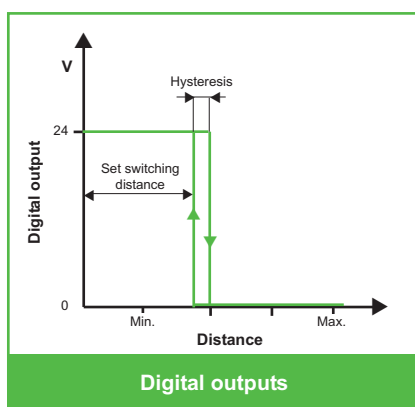 V
Hysteresis
24
Set switching
distance
Digital output
0
Min.
Max.
Distance
Digital outputs